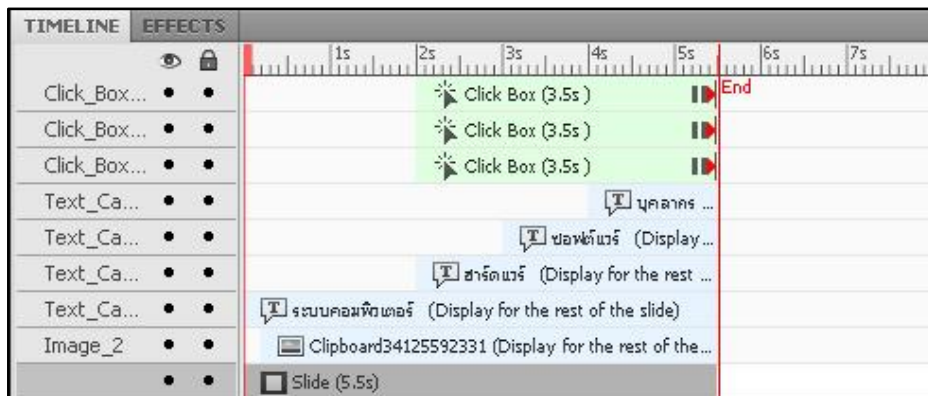 TIMELINE EFFECTS
1s 2s 3s 4s 5s 6s 7s
Click_Box... Click Box (3.5s ) End
Click_Box... Click Box (3.5s )
Click_Box... Click Box (3.5s )
Text_Ca... บุคลากร ...
Text_Ca... ซอฟต์แวร์ (Display...
Text_Ca... ฮาร์ดแวร์ (Display for the rest ...
Text_Ca... ระบบคอมพิวเตอร์ (Display for the rest of the slide)
Image_2 Clipboard34125592331 (Display for the rest of the...
Slide (5.5s)